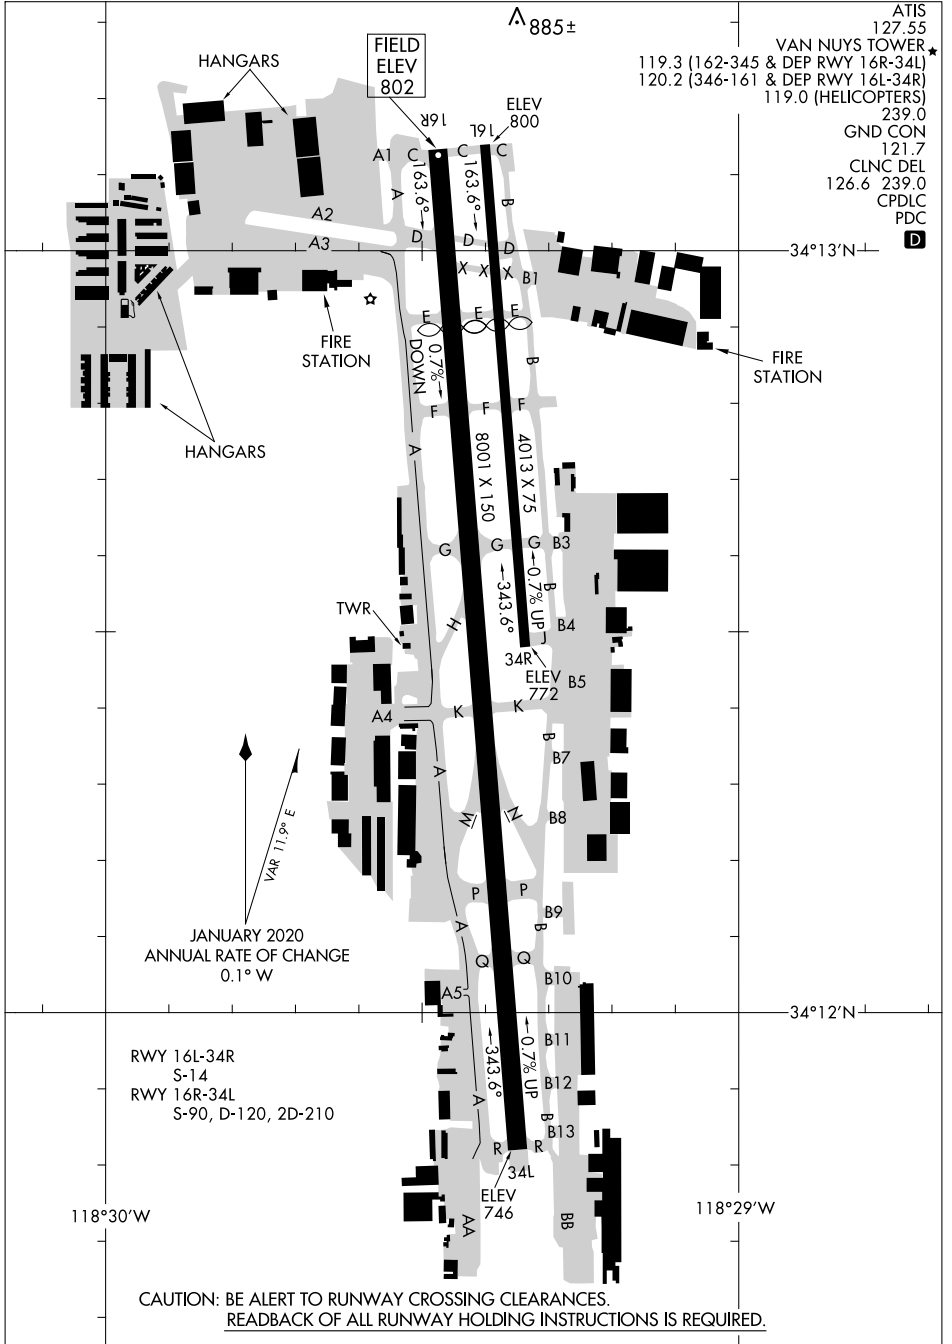 885±
ATIS
127.55
VAN NUYS TOWER
119.3 (162-345 & DEP RWY 16R-34L)
120.2 (346-161 & DEP RWY 16L-34R)
119.0 (HELICOPTERS)
239.0
GND CON
121.7
CLNC DEL
126.6 239.0
CPDLC
PDC
D
HANGARS
FIELD
ELEV
802
ELEV
800
16R
16L
A1
C
C
C
163.6°
163.6°
A
B
A2
A3
D
D
D
34°13'N
X
X
X
B1
E
E
E
FIRE
STATION
0.7%
DOWN
B
FIRE
STATION
F
F
F
HANGARS
A
8001 X 150
4013 X 75
G
G
G
B3
343.6°
0.7% UP
B
TWR
H
B4
34R
ELEV
772
B5
A4
K
K
B
B7
A
VAR 11.9° E
M
N
B8
P
P
B9
A
B
JANUARY 2020
ANNUAL RATE OF CHANGE
0.1° W
Q
Q
B10
A5
34°12'N
343.6°
0.7% UP
B11
RWY 16L-34R
S-14
RWY 16R-34L
S-90, D-120, 2D-210
B12
A
B
B13
R
R
34L
ELEV
746
118°30'W
118°29'W
AA
BB
CAUTION: BE ALERT TO RUNWAY CROSSING CLEARANCES.
READBACK OF ALL RUNWAY HOLDING INSTRUCTIONS IS REQUIRED.